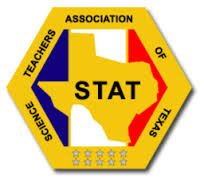 SCIENCE TEACHERS ASSOCIATION OF TEXAS
STAT